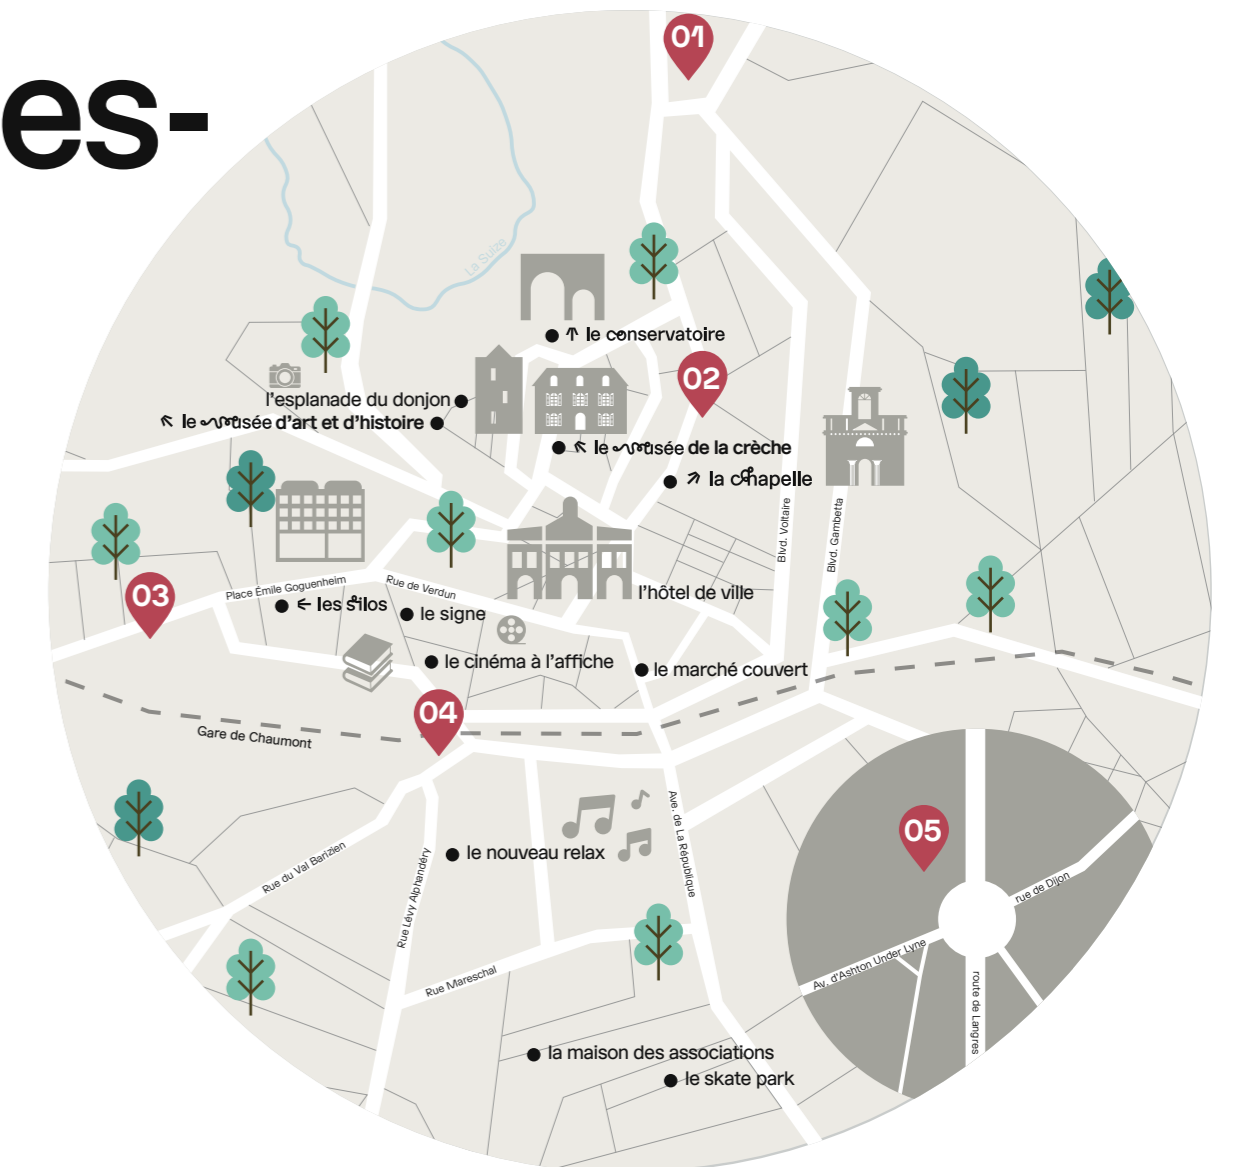 es-
01
La Suize
↑ le conservatoire
02
l'esplanade du donjon
↖ le musée d'art et d'histoire
↖ le musée de la crèche
↗ la chapelle
Blvd. Voltaire
Blvd. Gambetta
03
Place Émile Goguenheim
Rue de Verdun
l'hôtel de ville
← les silos
le signe
le cinéma à l'affiche
le marché couvert
04
Gare de Chaumont
Ave. de La République
05
le nouveau relax
Rue du Val Barizien
Rue Lévy Alphandéry
rue de Dijon
Av. d'Ashton Under Lyne
Rue Mareschal
route de Langres
la maison des associations
le skate park